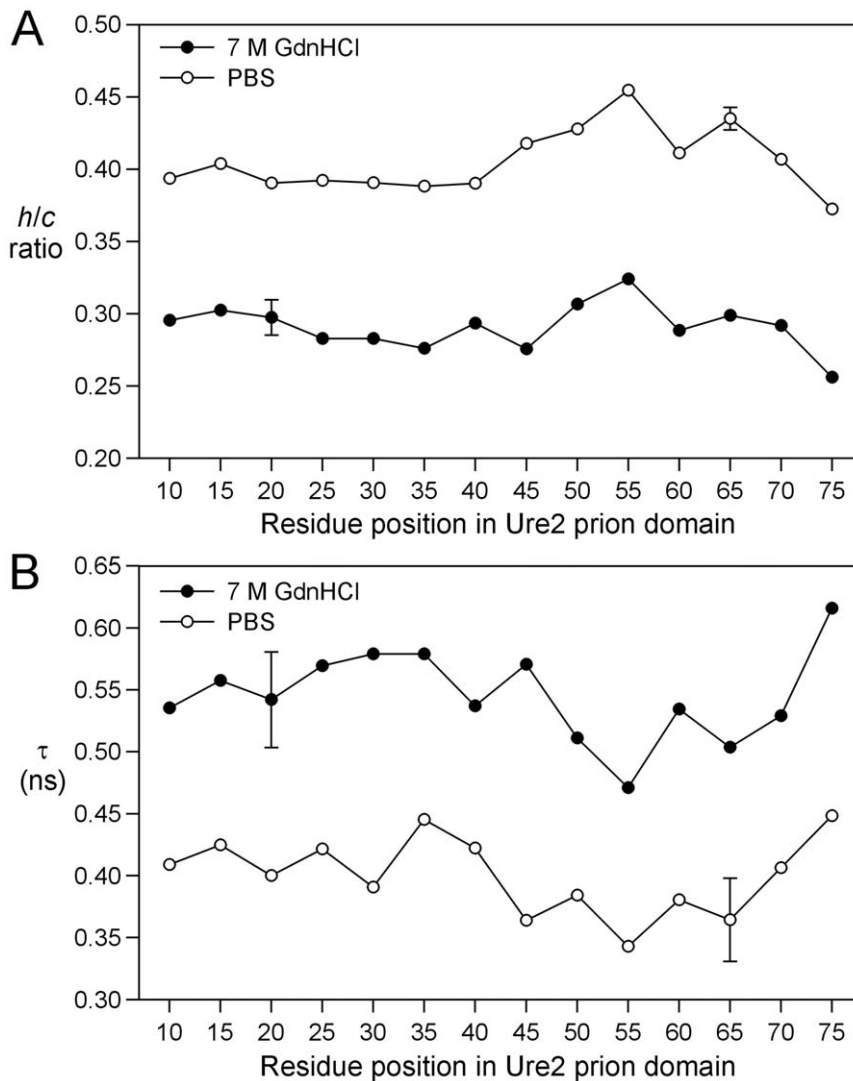 A
0.50
7 M GdnHCl
PBS
0.45
0.40
h/c
ratio
0.35
0.30
0.25
0.20
10 15 20 25 30 35 40 45 50 55 60 65 70 75
Residue position in Ure2 prion domain
B
0.65
7 M GdnHCl
PBS
0.60
0.55
0.50
τ
(ns)
0.45
0.40
0.35
0.30
10 15 20 25 30 35 40 45 50 55 60 65 70 75
Residue position in Ure2 prion domain